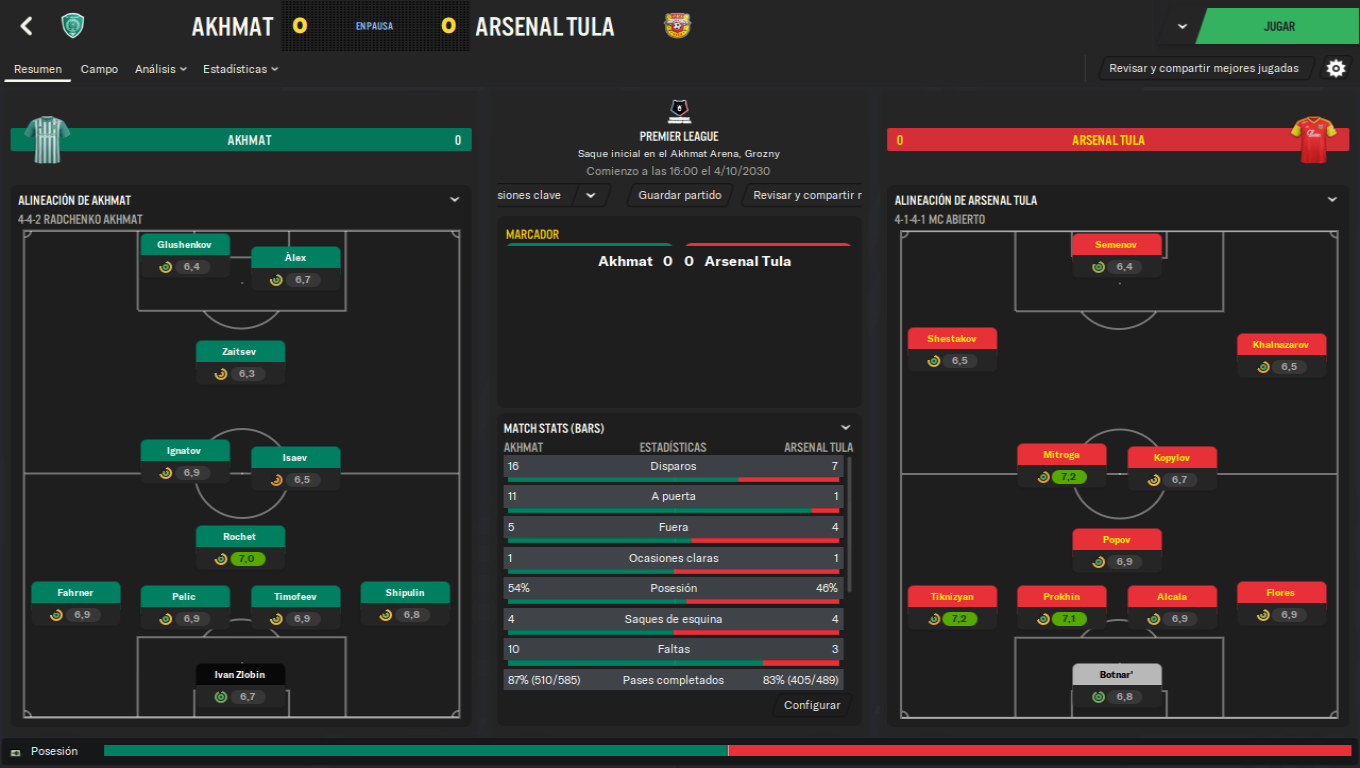 AKHMAT 0 EN PAUSA 0 ARSENAL TULA
JUGAR
Resumen Campo Análisis Estadísticas
Revisar y compartir mejores jugadas
AKHMAT 0
PREMIER LEAGUE
Saque inicial en el Akhmat Arena, Grozny
Comienzo a las 16:00 el 4/10/2030
siones clave Guardar partido Revisar y compartir r
0 ARSENAL TULA
ALINEACIÓN DE AKHMAT
4-4-2 RADCHENKO AKHMAT
Glushenkov
6,4
Álex
6,7
Zaitsev
6,3
Ignatov
6,9
Isaev
6,5
Rochet
7,0
Fahrner
6,9
Pelic
6,9
Timofeev
6,9
Shipulin
6,8
Ivan Zlobin
6,7
MARCADOR
Akhmat 0 0 Arsenal Tula
MATCH STATS (BARS)
AKHMAT ESTADÍSTICAS ARSENAL TULA
16 Disparos 7
11 A puerta 1
5 Fuera 4
1 Ocasiones claras 1
54% Posesión 46%
4 Saques de esquina 4
10 Faltas 3
87% (510/585) Pases completados 83% (405/489)
Configurar
ALINEACIÓN DE ARSENAL TULA
4-1-4-1 MC ABIERTO
Semenov
6,4
Shestakov
6,5
Khalnazarov
6,5
Mitroga
7,2
Kopylov
6,7
Popov
6,9
Tiknizyan
7,2
Prokhin
7,1
Alcala
6,9
Flores
6,9
Botnar'
6,8
Posesión